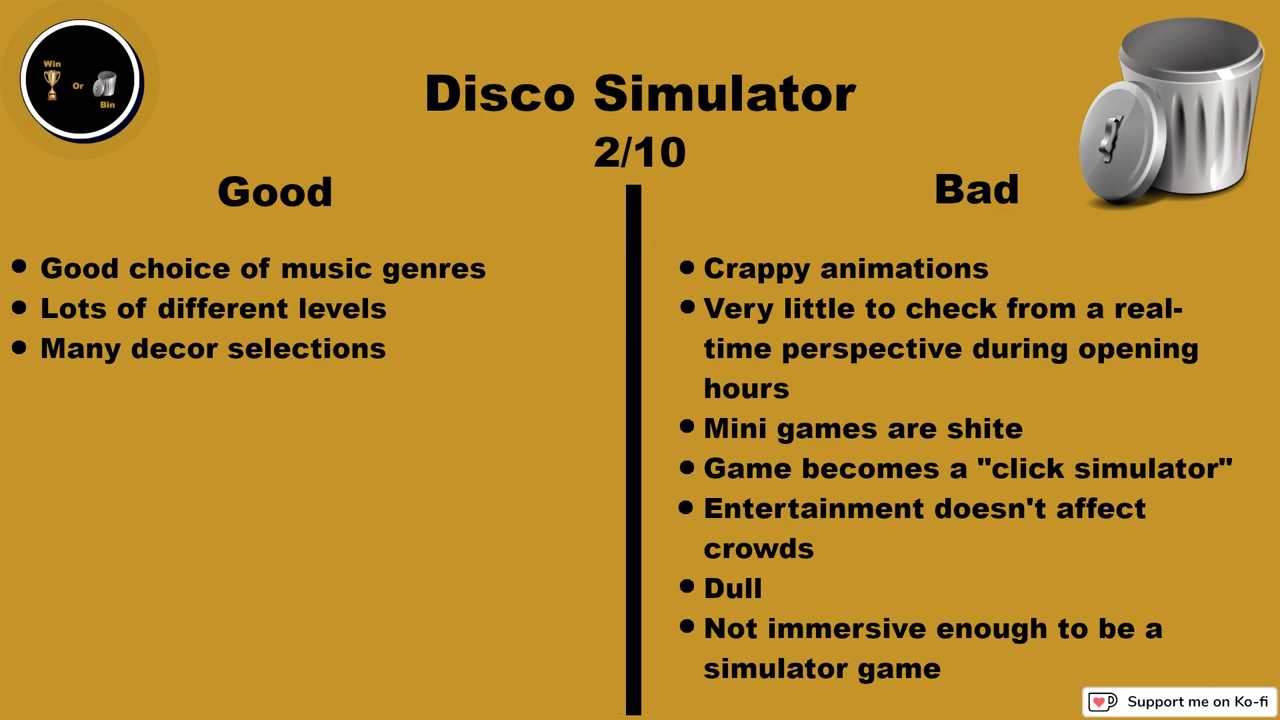 Win
Or
Bin
Disco Simulator
2/10
Good
Good choice of music genres
Lots of different levels
Many decor selections
Bad
Crappy animations
Very little to check from a real-
time perspective during opening
hours
Mini games are shite
Game becomes a "click simulator"
Entertainment doesn't affect
crowds
Dull
Not immersive enough to be a
simulator game
Support me on Ko-fi